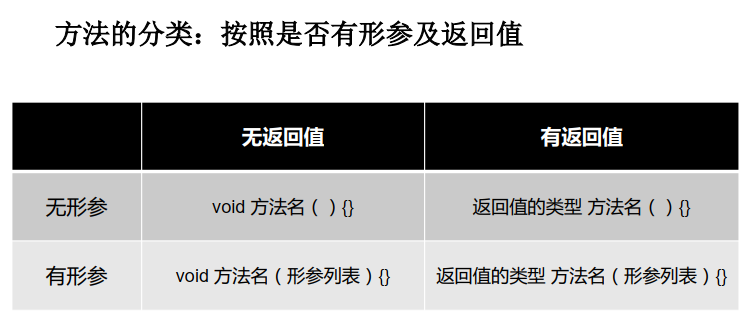 方法的分类：按照是否有形参及返回值
无返回值 有返回值
无形参 void 方法名（ ）{} 返回值的类型 方法名（ ）{}
有形参 void 方法名（形参列表）{} 返回值的类型 方法名（形参列表）{}